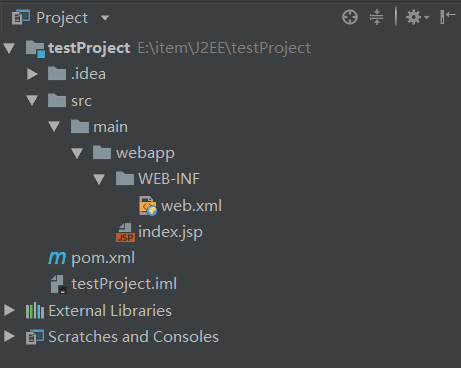 Project
testProject E:\item\J2EE\testProject
.idea
src
main
webapp
WEB-INF
web.xml
JSP index.jsp
m pom.xml
testProject.iml
External Libraries
Scratches and Consoles